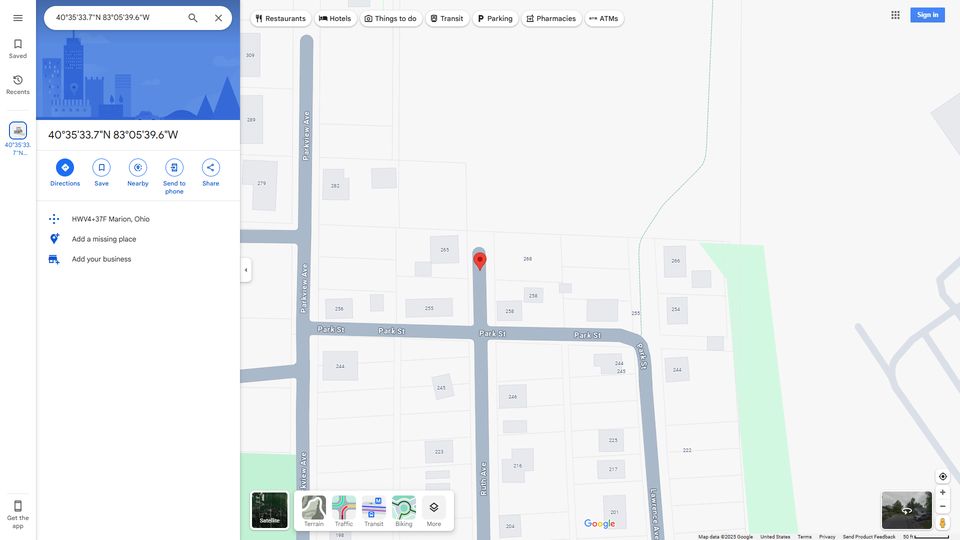 40°35'33.7"N 83°05'39.6"W
Restaurants
Hotels
Things to do
Transit
Parking
Pharmacies
ATMs
Sign in
Saved
Recents
40°35'33.
7"N...
40°35'33.7"N 83°05'39.6"W
Directions
Save
Nearby
Send to
phone
Share
HWV4+37F Marion, Ohio
Add a missing place
Add your business
Get the
app
309
289
279
282
Parkview Ave
265
268
266
Parkview Ave
256
255
258
258
255
254
Park St
Park St
Park St
Park St
Park St
244
244
245
244
245
246
223
225
222
216
217
Ruth Ave
Lawrence Ave
rkview Ave
201
204
198
Satellite
Terrain
Traffic
Transit
Biking
More
Google
Map data ©2025 Google
United States
Terms
Privacy
Send Product Feedback
50 ft